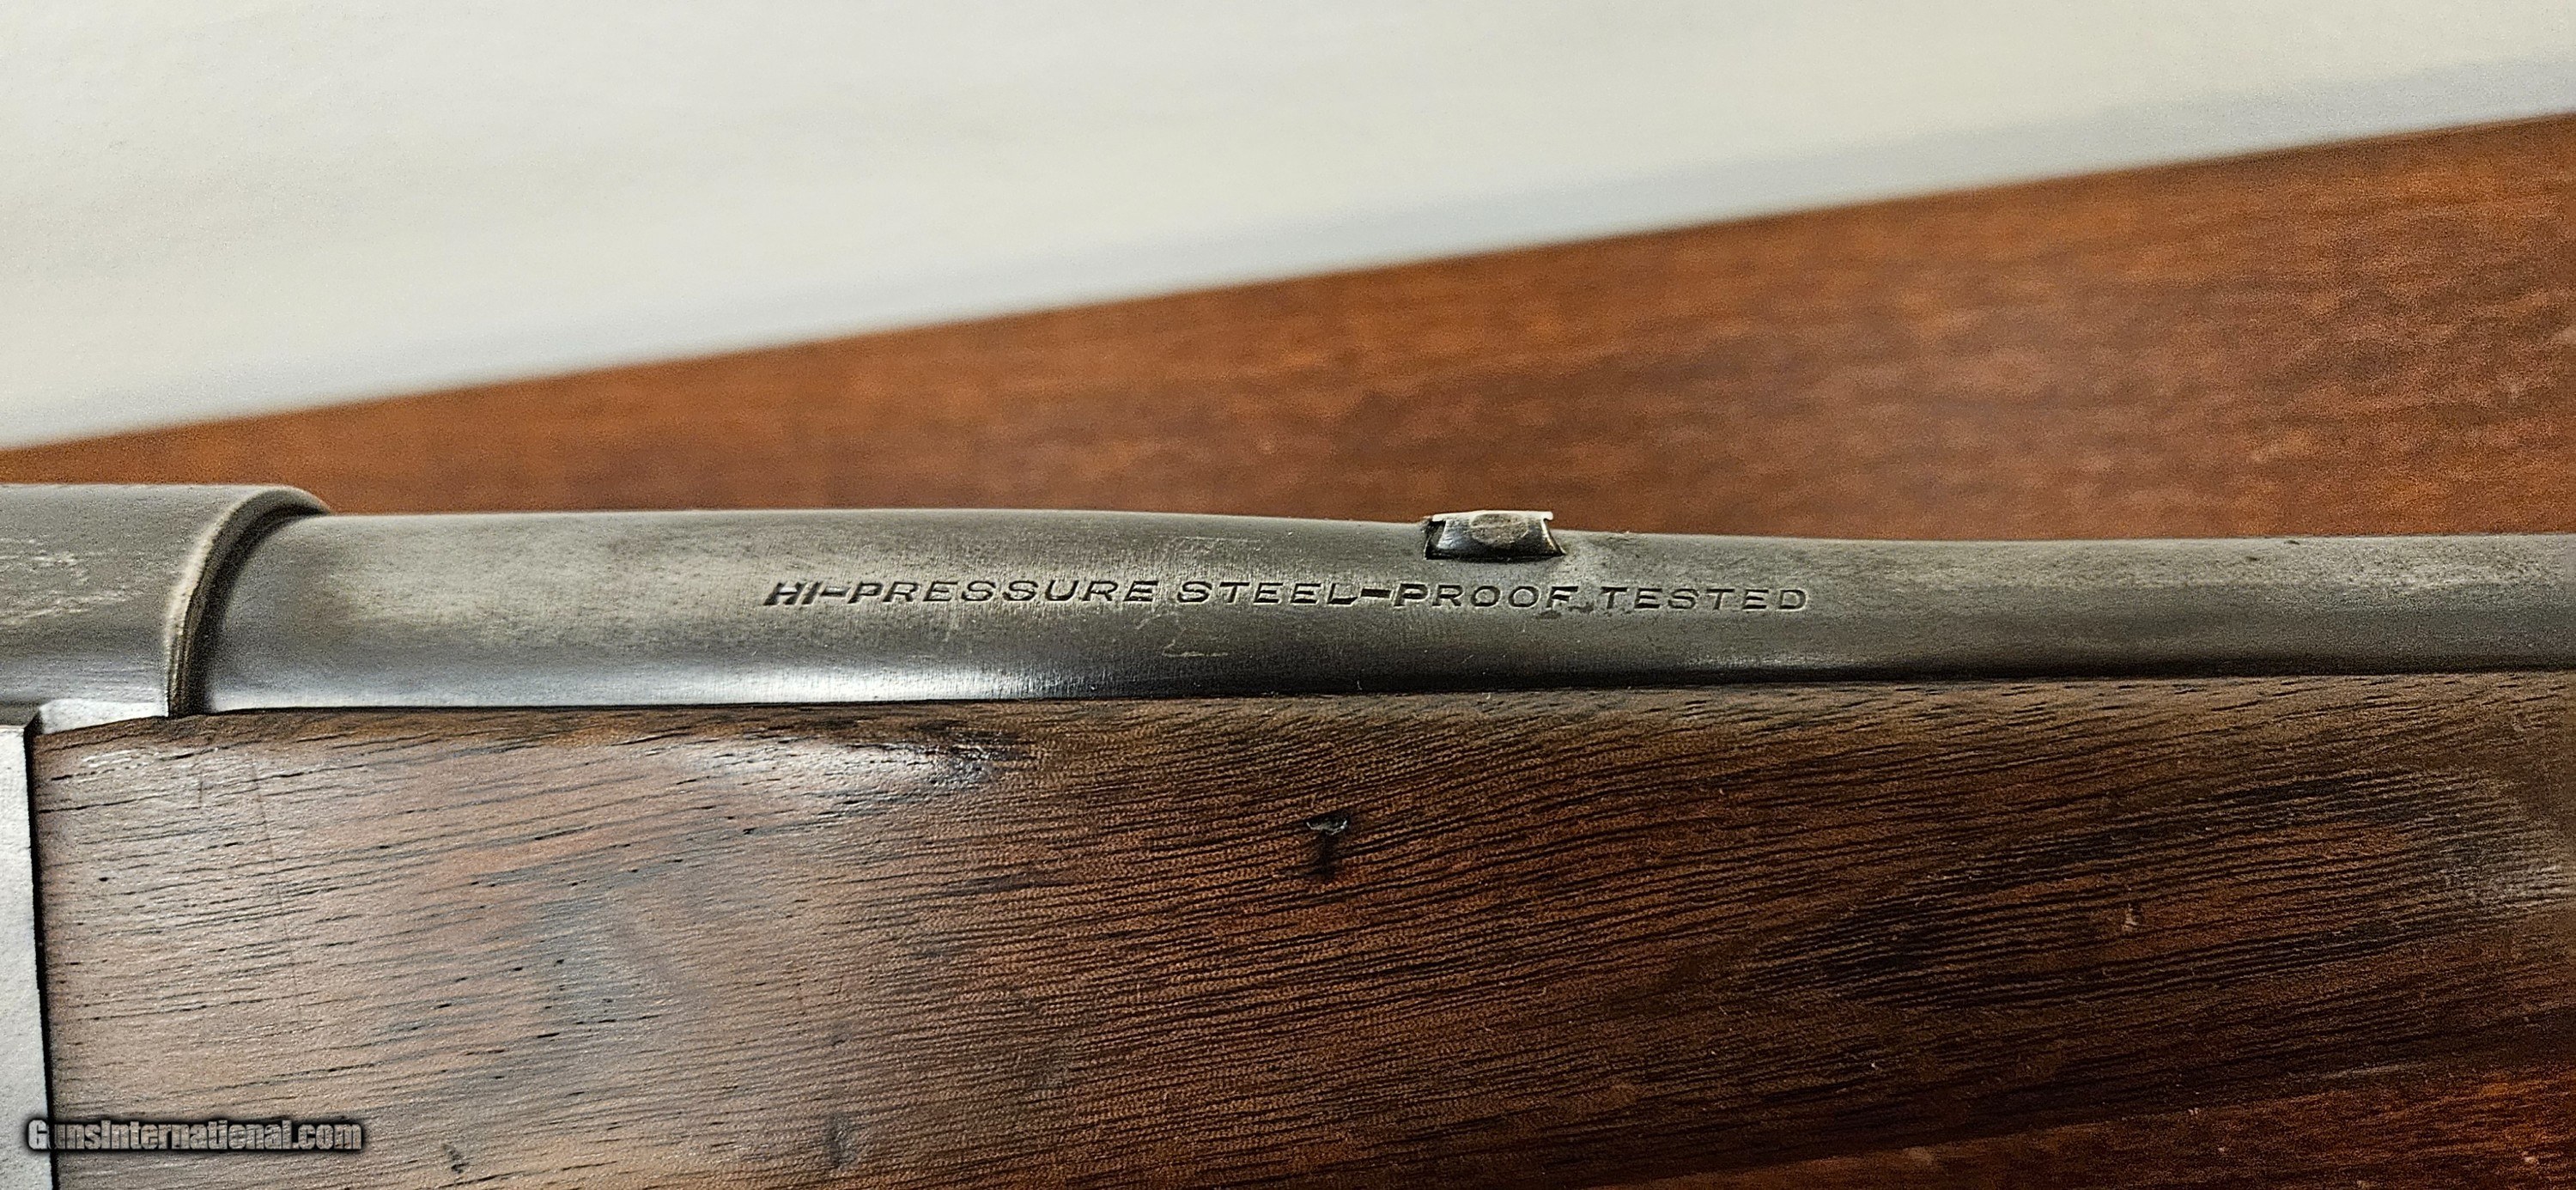 HI-PRESSURE STEEL-PROOF TESTED
GunsInternational.com